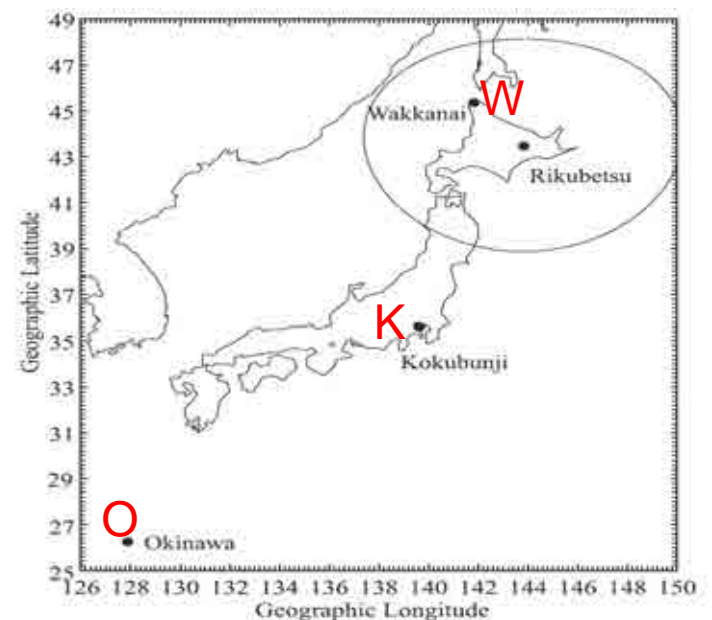 49
47
W
Wakkanai
45
43
Rikubetsu
41
39
37
K
35
Kokubunji
33
31
29
O
27
Okinawa
25
126 128 130 132 134 136 138 140 142 144 146 148 150
Geographic Longitude
Geographic Latitude